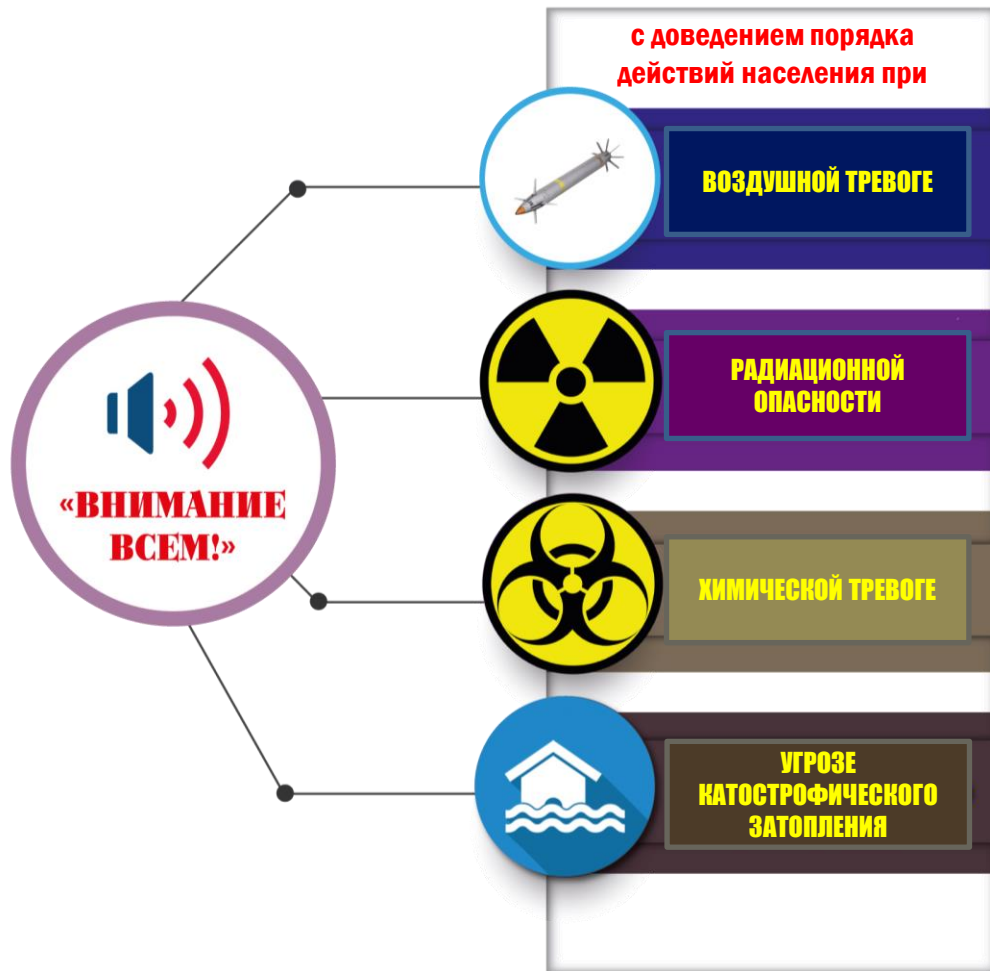 с доведением порядка
действий населения при
ВОЗДУШНОЙ ТРЕВОГЕ
РАДИАЦИОННОЙ
ОПАСНОСТИ
«ВНИМАНИЕ
ВСЕМ!»
ХИМИЧЕСКОЙ ТРЕВОГЕ
УГРОЗЕ
КАТОСТРОФИЧЕСКОГО
ЗАТОПЛЕНИЯ